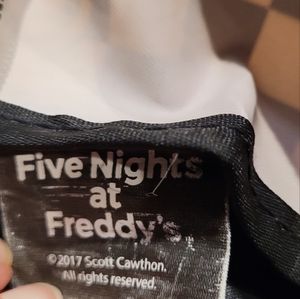 Five Nights
at
Freddy's
©2017 Scott Cawthon.
All rights reserved.